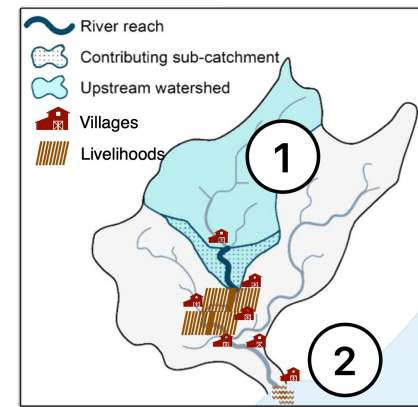 River reach
Contributing sub-catchment
Upstream watershed
Villages
Livelihoods
1
2